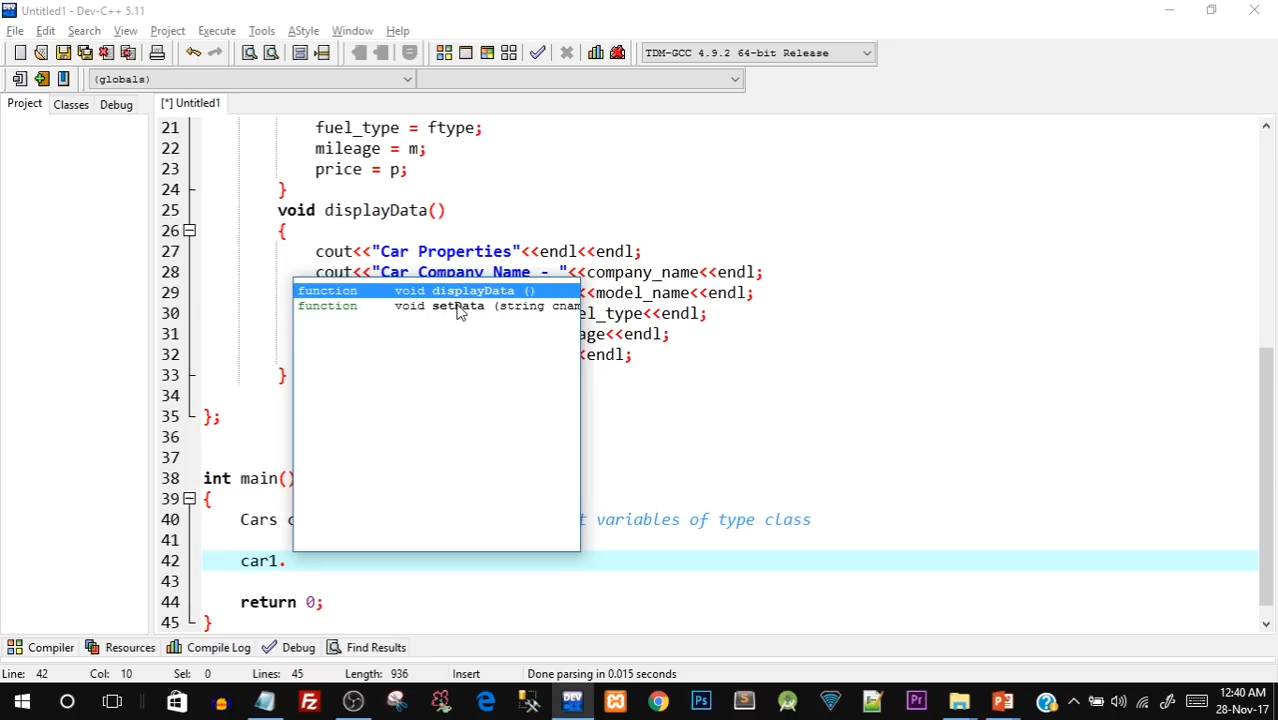 Untitled1 - Dev-C++ 5.11
File Edit Search View Project Execute Tools AStyle Window Help
TDM-GCC 4.9.2 64-bit Release
(globals)
Project Classes Debug [*] Untitled1
21 fuel_type = ftype;
22 mileage = m;
23 price = p;
24 }
25 void displayData()
26 {
27 cout<<"Car Properties"<<endl<<endl;
28 cout<<"Car Company Name - "<<company_name<<endl;
function void displayData ()
29 <<model_name<<endl;
function void setData (string cnam
30 el_type<<endl;
31 age<<endl;
32 <endl;
33 }
34
35 };
36
37
38 int main()
39 {
40 Cars t variables of type class
41
42 car1.
43
44 return 0;
45 }
Compiler Resources Compile Log Debug Find Results
Line: 42 Col: 10 Sel: 0 Lines: 45 Length: 936 Insert Done parsing in 0.015 seconds
12:40 AM
28-Nov-17